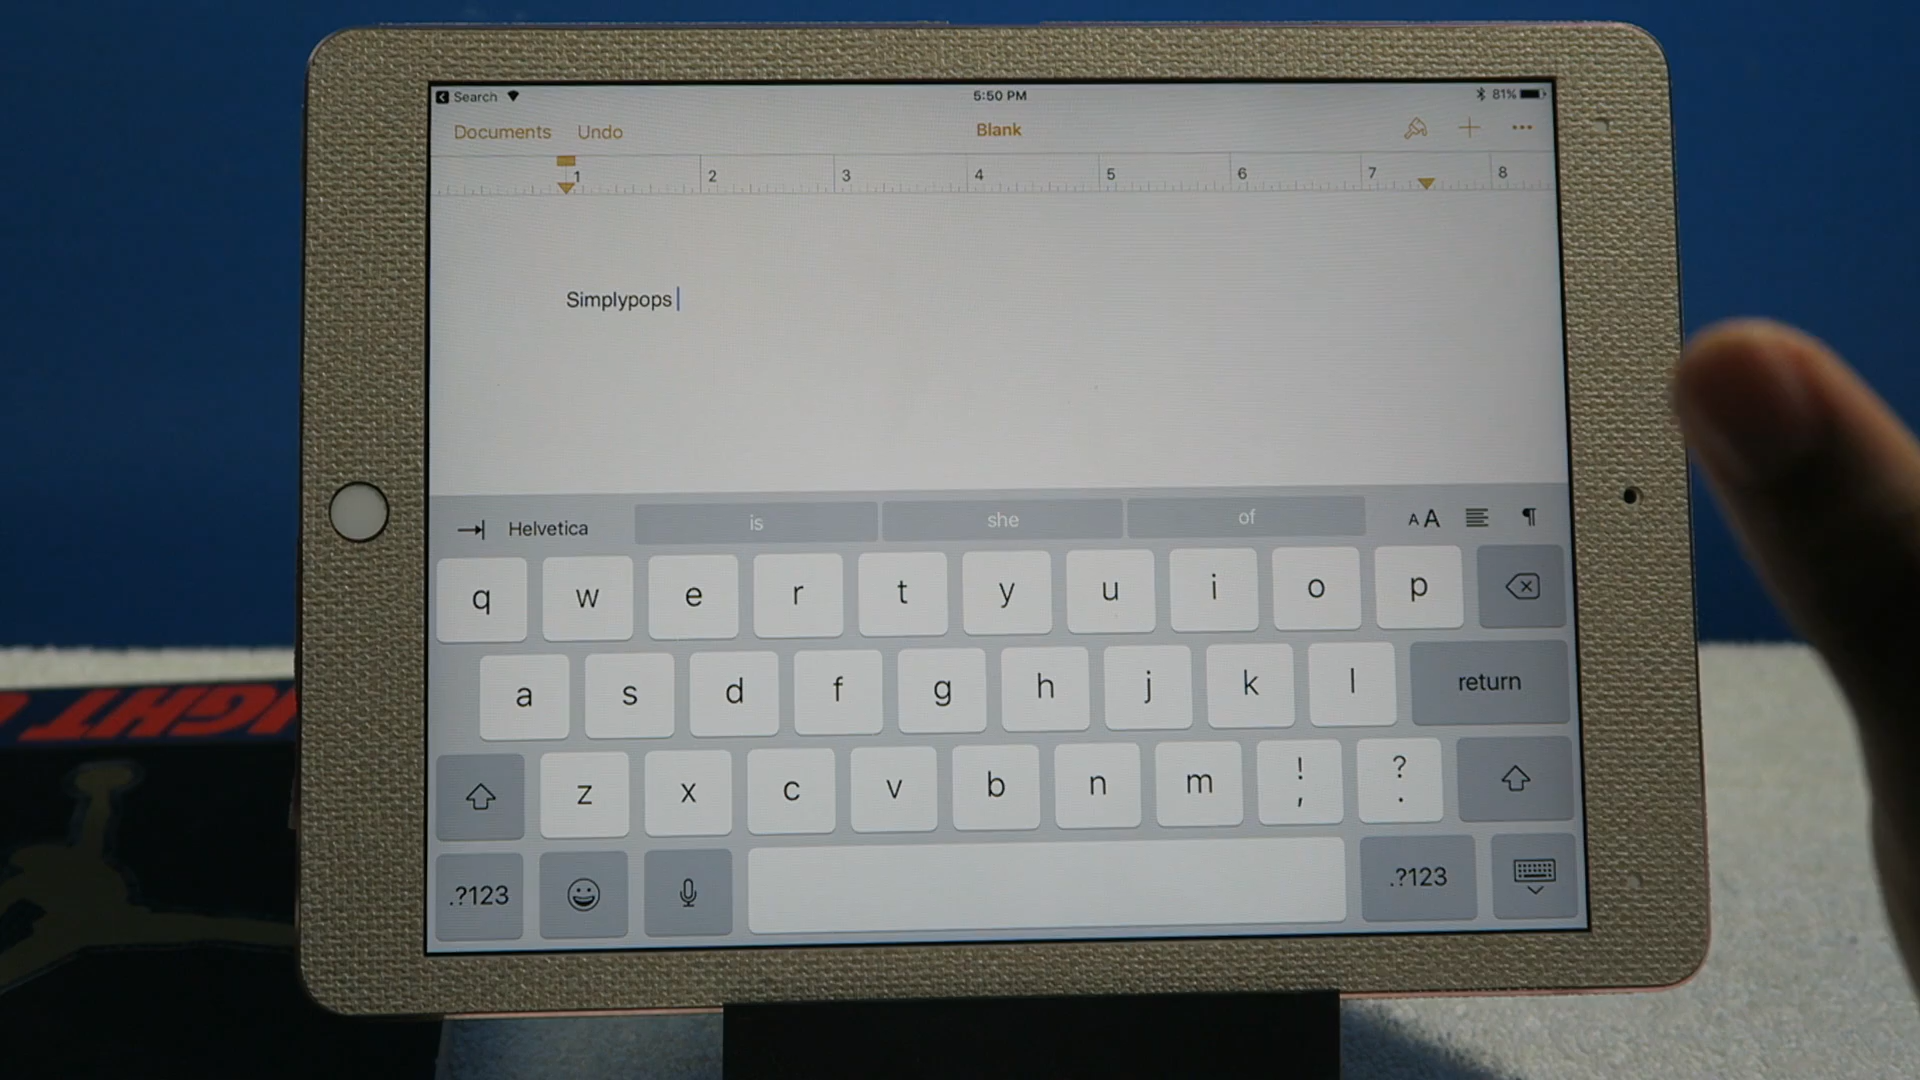 Search 5:50 PM 81%
Documents Undo Blank
1 2 3 4 5 6 7 8
Simplypops
Helvetica is she of AA ¶
q w e r t y u i o p
a s d f g h j k l return
z x c v b n m ! , ? .
.?123 .?123